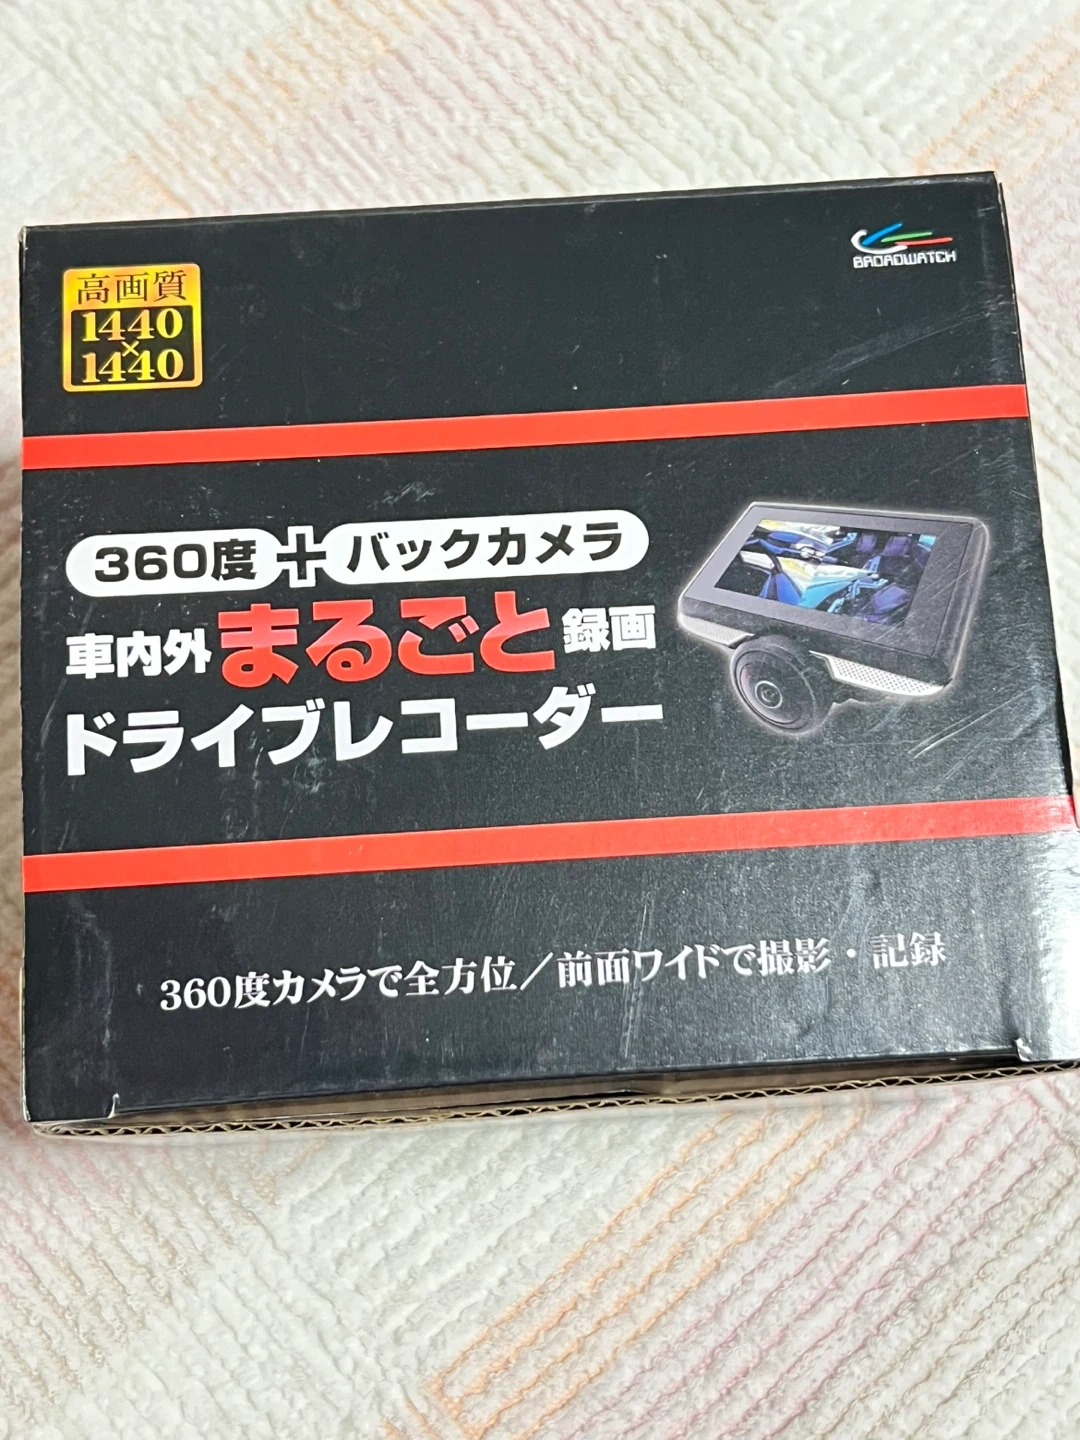 高画質
1440
×
1440
BROADWATCH
360度+バックカメラ
車内外まるごと録画
ドライブレコーダー
360度カメラで全方位／前面ワイドで撮影・記録